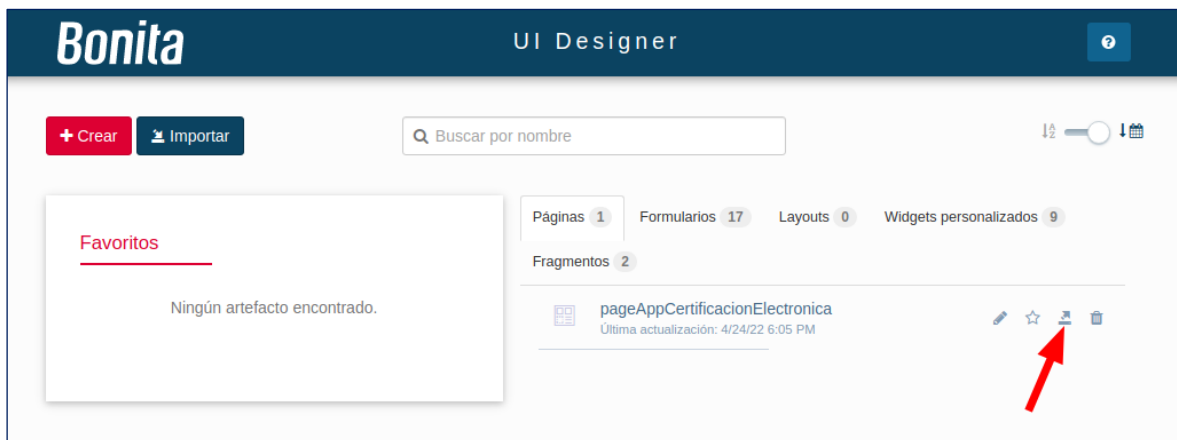 Bonita
UI Designer
Crear
Importar
Buscar por nombre
Favoritos
Ningún artefacto encontrado.
Páginas 1 Formularios 17 Layouts 0 Widgets personalizados 9
Fragmentos 2
pageAppCertificacionElectronica
Última actualización: 4/24/22 6:05 PM